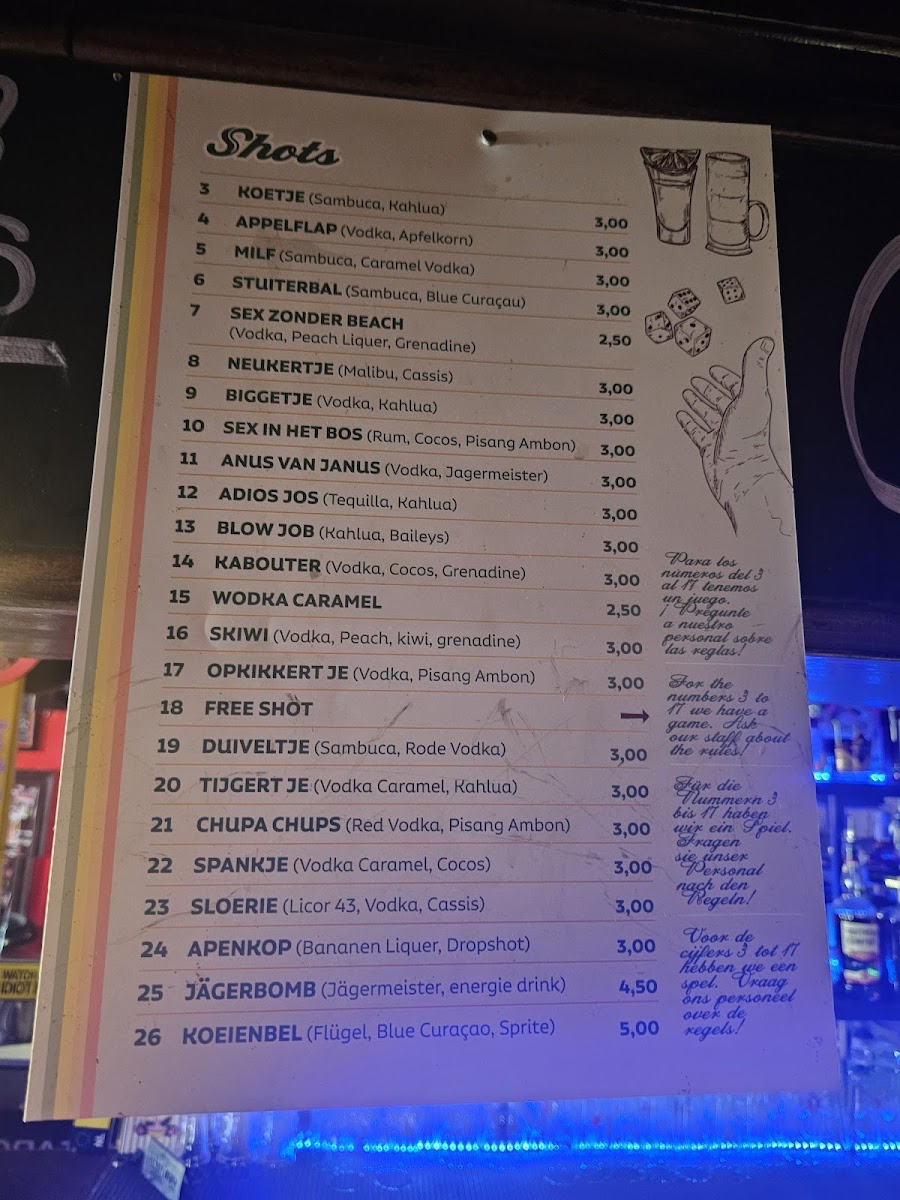 Shots
3 KOETJE (Sambuca, Kahlua) 3,00
4 APPELFLAP (Vodka, Apfelkorn) 3,00
5 MILF (Sambuca, Caramel Vodka) 3,00
6 STUITERBAL (Sambuca, Blue Curaçau) 3,00
7 SEX ZONDER BEACH
(Vodka, Peach Liquer, Grenadine) 2,50
8 NEUKERTJE (Malibu, Cassis) 3,00
9 BIGGETJE (Vodka, Kahlua) 3,00
10 SEX IN HET BOS (Rum, Cocos, Pisang Ambon) 3,00
11 ANUS VAN JANUS (Vodka, Jagermeister) 3,00
12 ADIOS JOS (Tequilla, Kahlua) 3,00
13 BLOW JOB (Kahlua, Baileys) 3,00
14 KABOUTER (Vodka, Cocos, Grenadine) 3,00
15 WODKA CARAMEL 2,50
16 SKIWI (Vodka, Peach, kiwi, grenadine) 3,00
17 OPKIKKERT JE (Vodka, Pisang Ambon) 3,00
18 FREE SHOT
19 DUIVELTJE (Sambuca, Rode Vodka) 3,00
20 TIJGERT JE (Vodka Caramel, Kahlua) 3,00
21 CHUPA CHUPS (Red Vodka, Pisang Ambon) 3,00
22 SPANKJE (Vodka Caramel, Cocos) 3,00
23 SLOERIE (Licor 43, Vodka, Cassis) 3,00
24 APENKOP (Bananen Liquer, Dropshot) 3,00
25 JÄGERBOMB (Jägermeister, energie drink) 4,50
26 KOEIENBEL (Flügel, Blue Curaçao, Sprite) 5,00
Para los
numeros del 3
al 17 tenemos
un juego.
¡ Pregunte
a nuestro
personal sobre
las reglas!
For the
numbers 3 to
17 we have a
game. Ask
our staff about
the rules!
Für die
Nummern 3
bis 17 haben
wir ein Spiel.
Fragen
sie unser
Personal
nach den
Regeln!
Voor de
cijfers 3 tot 17
hebben we een
spel. Vraag
ons personeel
over de
regels!
WATCH
IDIOT